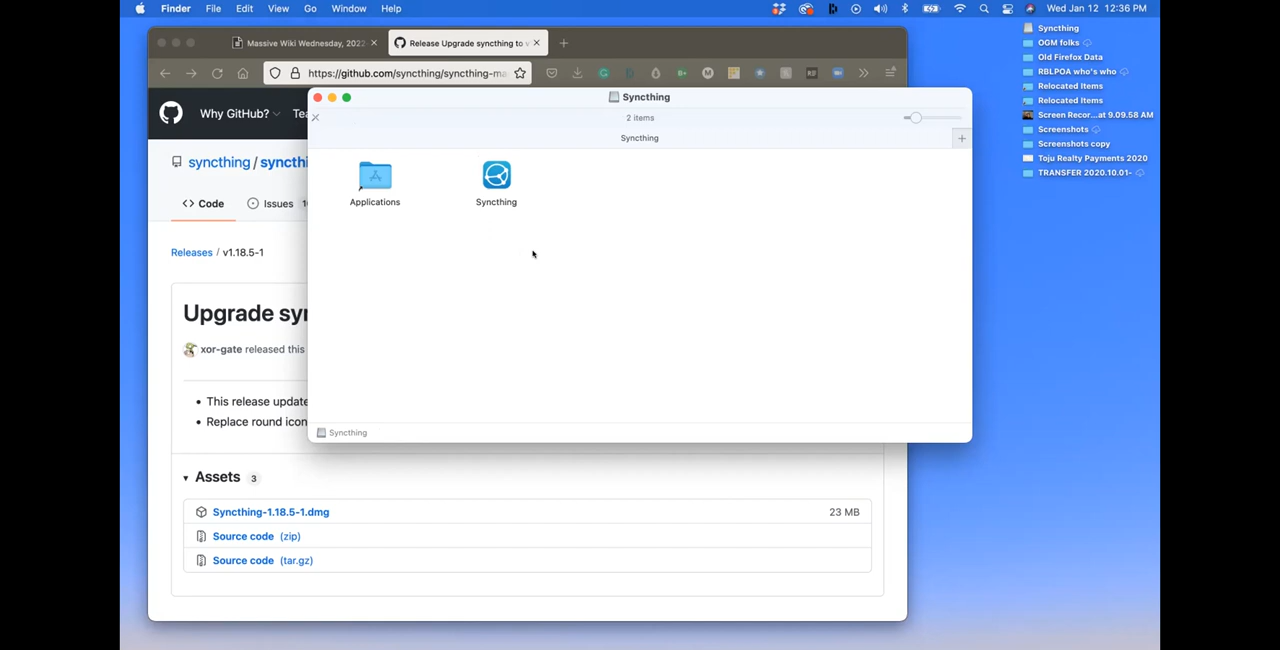 Finder File Edit View Go Window Help
Wed Jan 12 12:36 PM
Massive Wiki Wednesday, 2022
Release Upgrade syncthing to v
https://github.com/syncthing/syncthing-ma
Why GitHub?
Tea
Syncthing
2 items
Syncthing
Applications
Syncthing
Syncthing
syncthing / syncthi
Code
Issues
Releases / v1.18.5-1
Upgrade syn
xor-gate released this
This release update
Replace round icon
Assets 3
Syncthing-1.18.5-1.dmg 23 MB
Source code (zip)
Source code (tar.gz)
Syncthing
OGM folks
Old Firefox Data
RBLPOA who's who
Relocated Items
Relocated Items
Screen Recor...at 9.09.58 AM
Screenshots
Screenshots copy
Toju Realty Payments 2020
TRANSFER 2020.10.01-